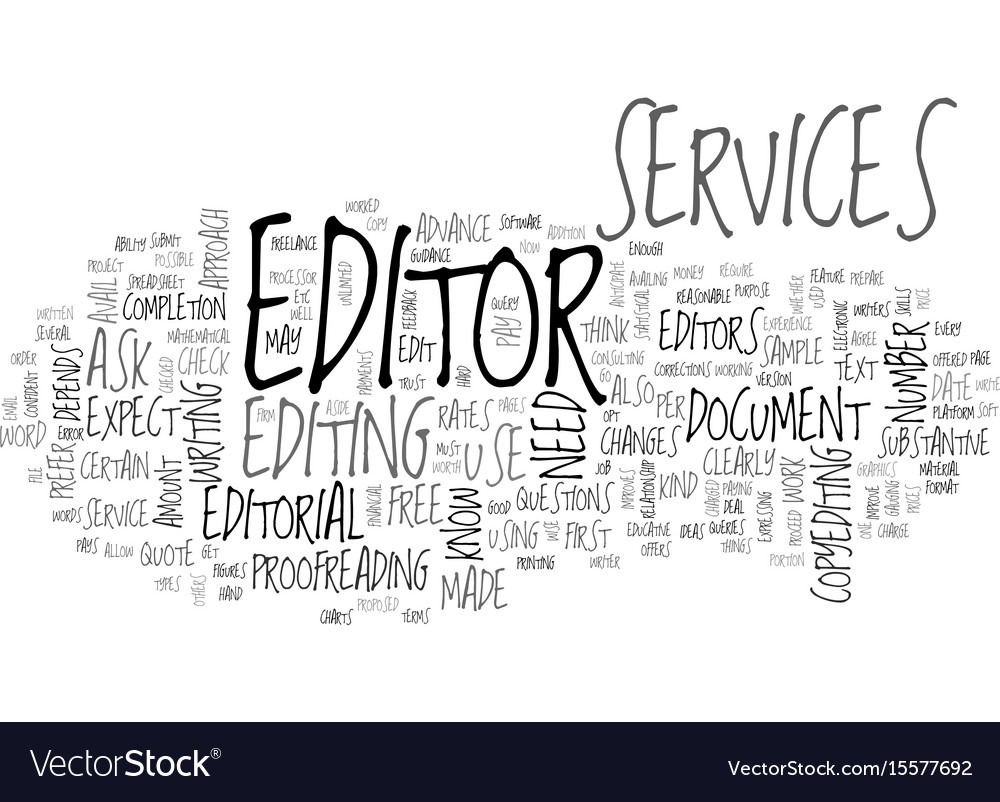 SERVICES
EDITOR
WORKED
COPY
FREELANCE
ADVANCE
SOFTWARE
ADDITION
NOW
GUIDANCE
ENOUGH
ABILITY SUBMIT
POSSIBLE
PROJECT
SPREADSHEET
APPROACH
AVAIL
COMPLETION
PROCESSOR
ETC
WELL
UNLIMITED
FEEDBACK
QUERY
PAY
ANTICIPATE
AVAILING
MONEY
REQUIRE
REASONABLE
PURPOSE
WHETHER
FEATURE
USED
PREPARE
ELECTRONIC
WRITERS
SKILLS
PRICE
WRITTEN
SEVERAL
MATHEMATICAL
MAY
EDIT
THINK
STATISTICAL
EDITORS
EXPERIENCE
SAMPLE
AGREE
NUMBER
EVERY
ORDER
DEPENDS
ASK
CHECKED
CHECK
PAYMENTS
TRUST
HARD
CONSULTING
GO
CORRECTIONS
WORKING
VERSION
TEXT
OFFERED
PAGE
EMAIL
CONFIDENT
EXPECT
WRITING
FIRM
EDITING
ASIDE
RATES
PAGES
NEED
OPT
ALSO
PER
DOCUMENT
DATE
WRITE
PLATFORM
SOFT
WORD
ERROR
PREFER
CERTAIN
AMOUNT
MUST
WORTH
USE
CHANGES
JOB
CLEARLY
COPYEDITING
SUBSTANTIVE
FILE
WORDS
SERVICE
EDITORIAL
FINANCIAL
FREE
KNOW
GOOD
QUESTIONS
IMPROVES
RELATIONSHIP
KIND
CHARGED
PAYING
DEAL
EXPRESSING
WORK
PROCEED
GRAPHICS
MATERIAL
FORMAT
GAUGING
PRICES
IMPROVE
ONE
CHARGE
PAYS
ALLOW
QUOTE
GET
USING
WISE
FIRST
EDUCATIVE
OFFERS
IDEAS
QUERIES
THINGS
PORTION
TYPES
OTHERS
FIGURES
HAND
PROOFREADING
MADE
PRINTING
WRITER
CHARTS
PROPOSED
TERMS
VectorStock®
VectorStock.com/15577692